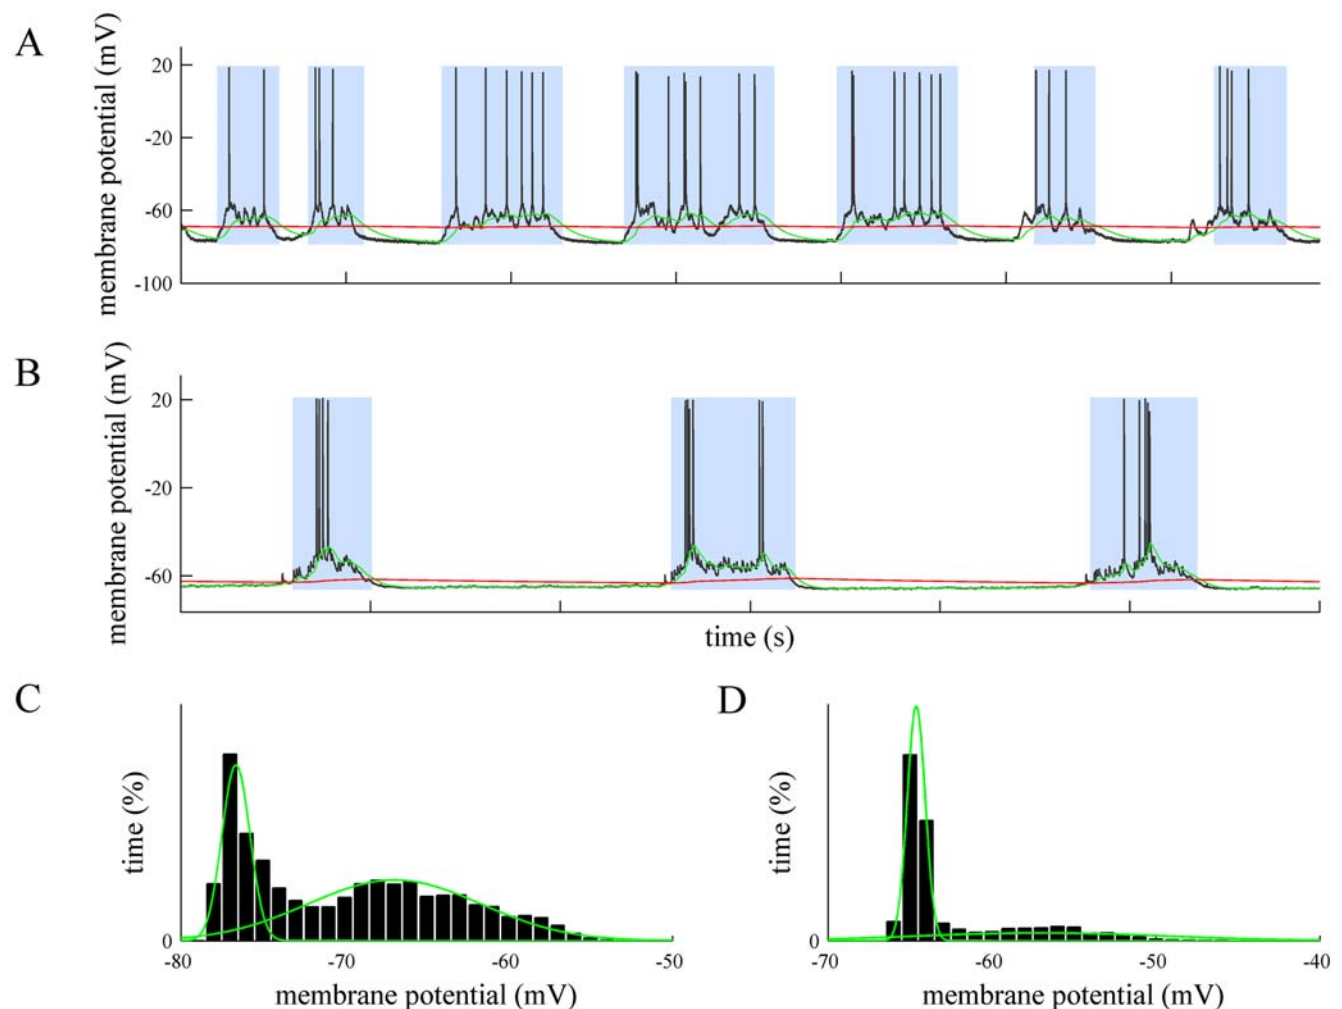 A
membrane potential (mV)
20
-20
-60
-100
B
membrane potential (mV)
20
-20
-60
time (s)
C
time (%)
0
-80
-70
-60
-50
membrane potential (mV)
D
time (%)
0
-70
-60
-50
-40
membrane potential (mV)